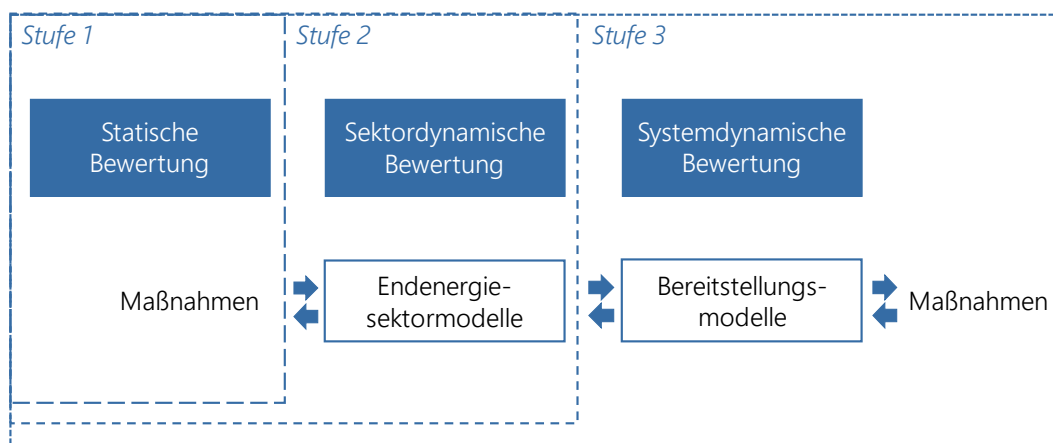 Stufe 1
Stufe 2
Stufe 3
Statische
Bewertung
Sektordynamische
Bewertung
Systemdynamische
Bewertung
Maßnahmen
Endenergie-
sektormodelle
Bereitstellungs-
modelle
Maßnahmen